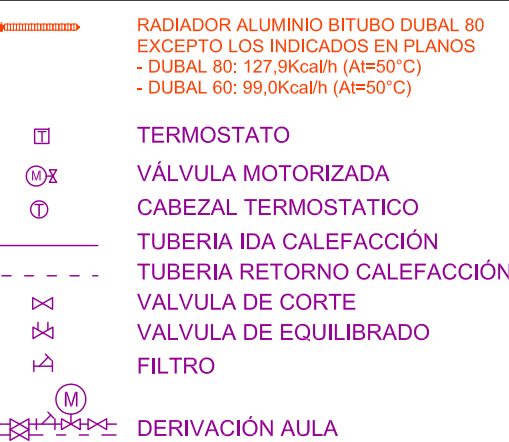 RADIADOR ALUMINIO BITUBO DUBAL 80
EXCEPTO LOS INDICADOS EN PLANOS
- DUBAL 80: 127,9Kcal/h (At=50°C)
- DUBAL 60: 99,0Kcal/h (At=50°C)
T TERMOSTATO
M VÁLVULA MOTORIZADA
T CABEZAL TERMOSTATICO
TUBERIA IDA CALEFACCIÓN
TUBERIA RETORNO CALEFACCIÓN
VALVULA DE CORTE
VALVULA DE EQUILIBRADO
FILTRO
M
DERIVACIÓN AULA